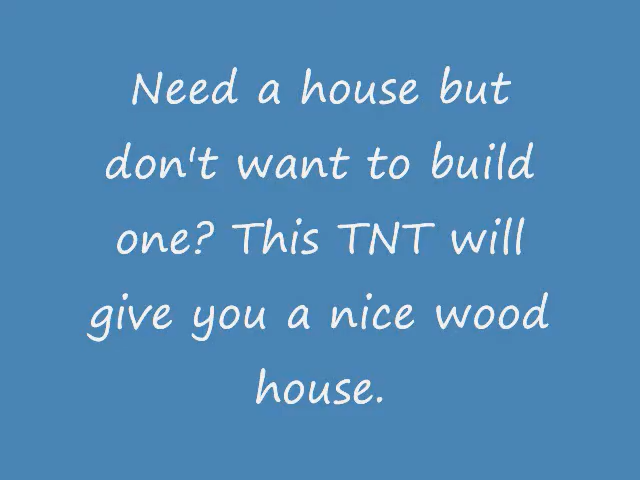 Need a house but
don't want to build
one? This TNT will
give you a nice wood
house.